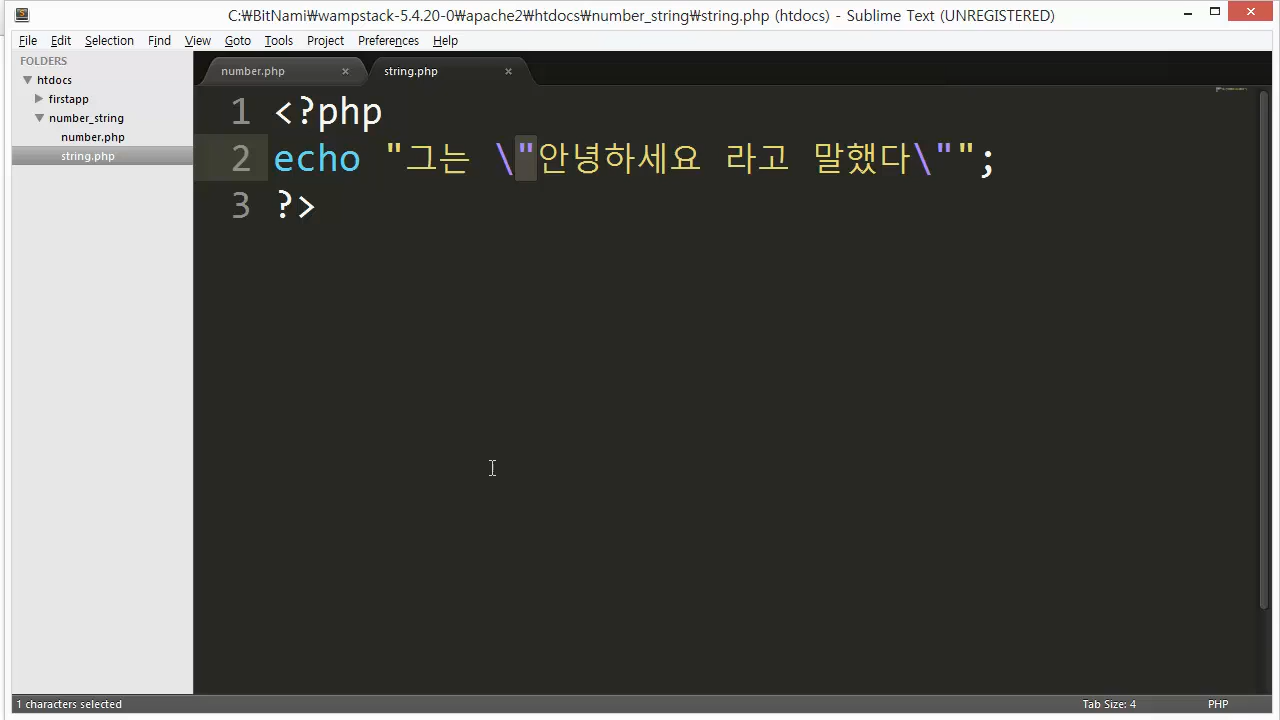 C:₩BitNami₩wampstack-5.4.20-0₩apache2₩htdocs₩number_string₩string.php (htdocs) - Sublime Text (UNREGISTERED)
File Edit Selection Find View Goto Tools Project Preferences Help
FOLDERS
htdocs
firstapp
number_string
number.php
string.php
number.php string.php
1 <?php
2 echo "그는 \"안녕하세요 라고 말했다\"";
3 ?>
1 characters selected Tab Size: 4 PHP